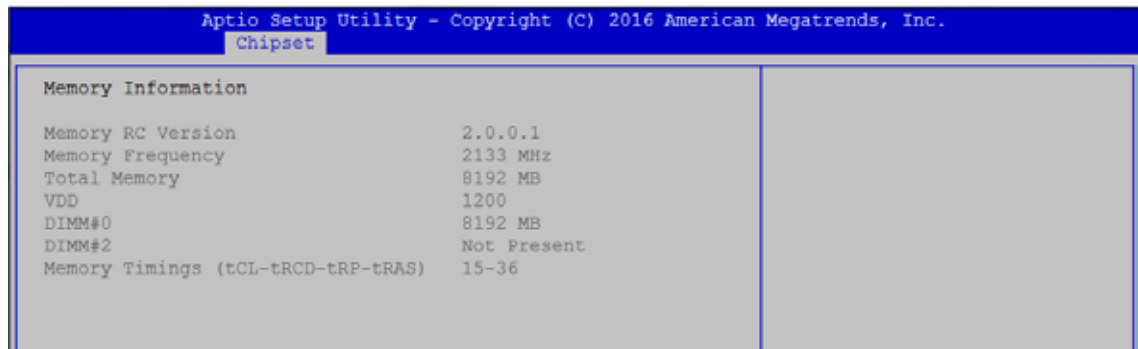 Aptio Setup Utility - Copyright (C) 2016 American Megatrends, Inc.
Chipset
Memory Information
Memory RC Version 2.0.0.1
Memory Frequency 2133 MHz
Total Memory 8192 MB
VDD 1200
DIMM#0 8192 MB
DIMM#2 Not Present
Memory Timings (tCL-tRCD-tRP-tRAS) 15-36